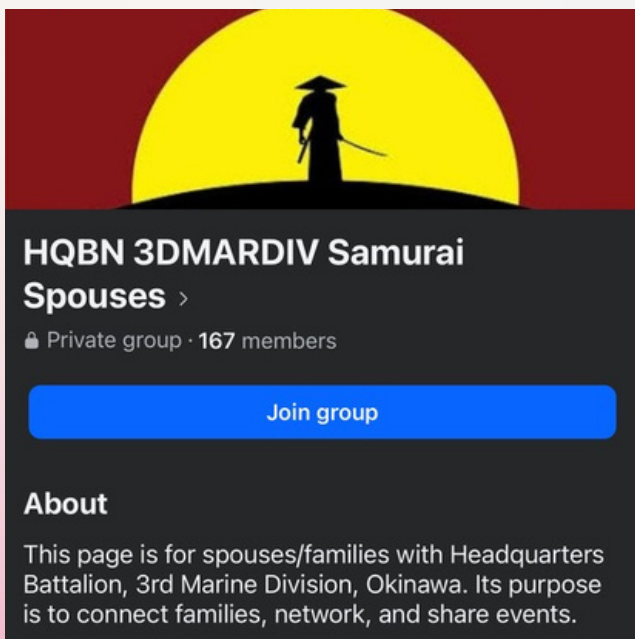 HQBN 3DMARDIV Samurai
Spouses >
Private group · 167 members
Join group
About
This page is for spouses/families with Headquarters
Battalion, 3rd Marine Division, Okinawa. Its purpose
is to connect families, network, and share events.